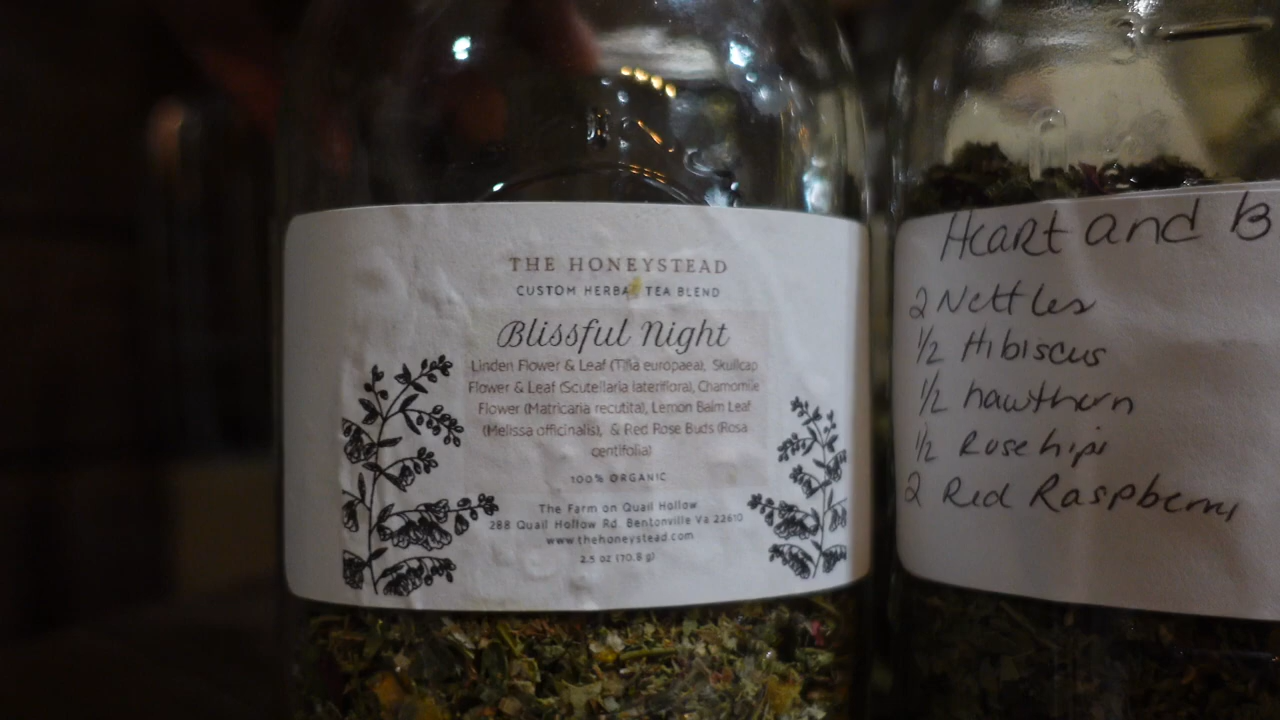 THE HONEYSTEAD
CUSTOM HERBAL TEA BLEND
Blissful Night
Linden Flower & Leaf (Tilia europaea), Skullcap
Flower & Leaf (Scutellaria lateriflora), Chamomile
Flower (Matricaria recutita), Lemon Balm Leaf
(Melissa officinalis), & Red Rose Buds (Rosa
centifolia)
100% ORGANIC
The Farm on Quail Hollow
288 Quail Hollow Rd. Bentonville Va 22610
www.thehoneystead.com
2.5 oz (70.8 g)
Heart and B
2 Nettles
1/2 Hibiscus
1/2 hawthorn
1/2 Rosehips
2 Red Raspberry